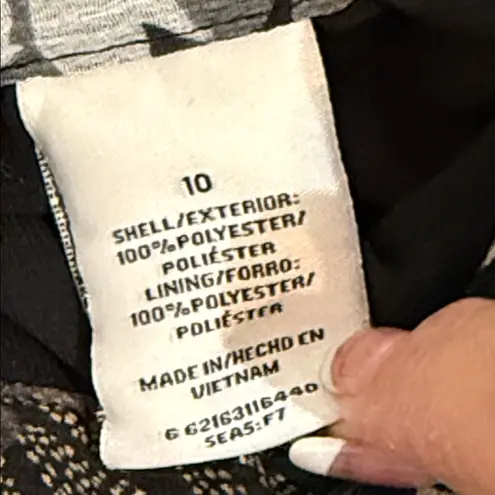 10
SHELL/EXTERIOR:
100%POLYESTER/
POLIÉSTER
LINING/FORRO:
100%POLYESTER/
POLIÉSTER
MADE IN/HECHO EN
VIETNAM
6 62163116440
SEAS:F7